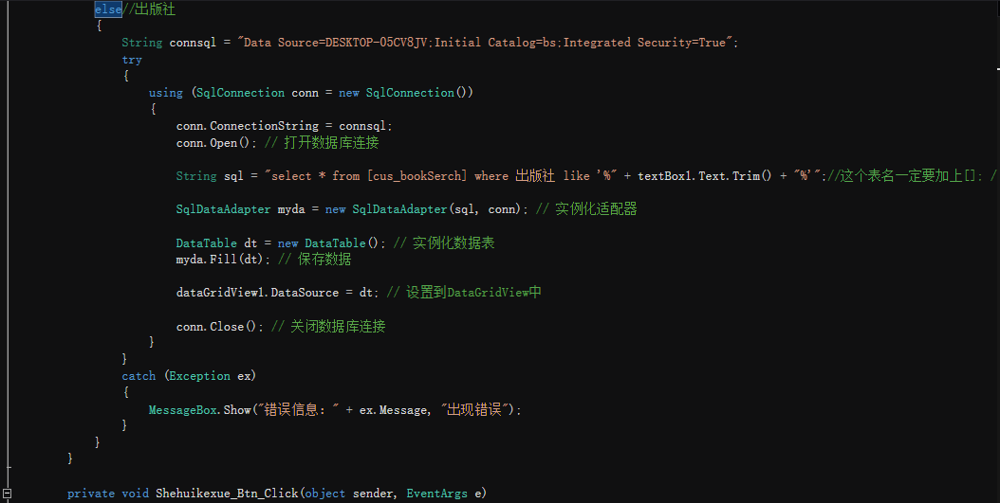 else//出版社
{
String connsql = "Data Source=DESKTOP-O5CV8JV;Initial Catalog=bs;Integrated Security=True";
try
{
using (SqlConnection conn = new SqlConnection())
{
conn.ConnectionString = connsql;
conn.Open(); // 打开数据库连接
String sql = "select * from [cus_bookSerch] where 出版社 like '%" + textBox1.Text.Trim() + "%'";//这个表名一定要加上[]; /
SqlDataAdapter myda = new SqlDataAdapter(sql, conn); // 实例化适配器
DataTable dt = new DataTable(); // 实例化数据表
myda.Fill(dt); // 保存数据
dataGridView1.DataSource = dt; // 设置到DataGridView中
conn.Close(); // 关闭数据库连接
}
}
catch (Exception ex)
{
MessageBox.Show("错误信息：" + ex.Message, "出现错误");
}
}
}
private void Shehuikexue_Btn_Click(object sender, EventArgs e)